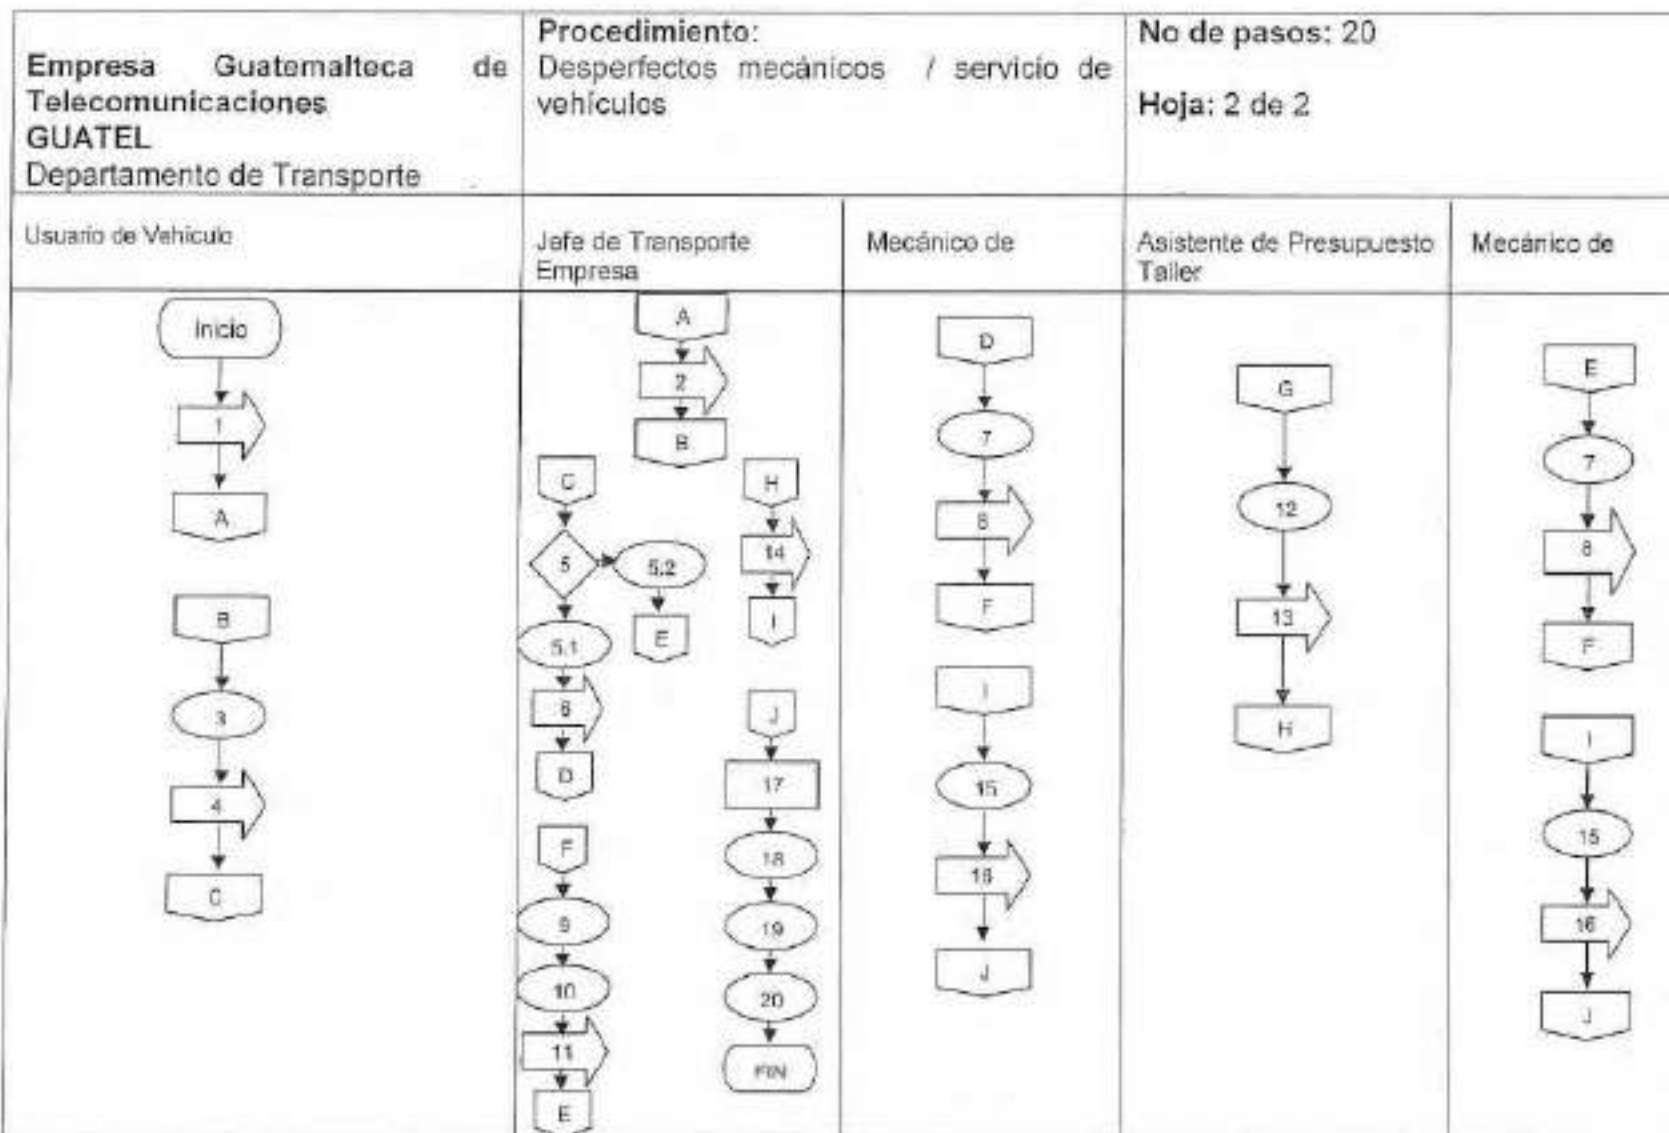 Empresa Guatemalteca de
Telecomunicaciones
GUATEL
Departamento de Transporte
Procedimiento:
Desperfectos mecánicos / servicio de
vehículos
No de pasos: 20
Hoja: 2 de 2
Usuario de Vehículo
Jefe de Transporte
Empresa
Mecánico de
Asistente de Presupuesto
Taller
Mecánico de
Inicio
1
A
B
3
4
C
A
2
B
C
5
5.2
E
5.1
6
D
F
9
10
11
E
H
14
I
J
17
18
19
20
FIN
D
7
8
F
I
15
16
J
G
12
13
H
E
7
8
F
I
15
16
J